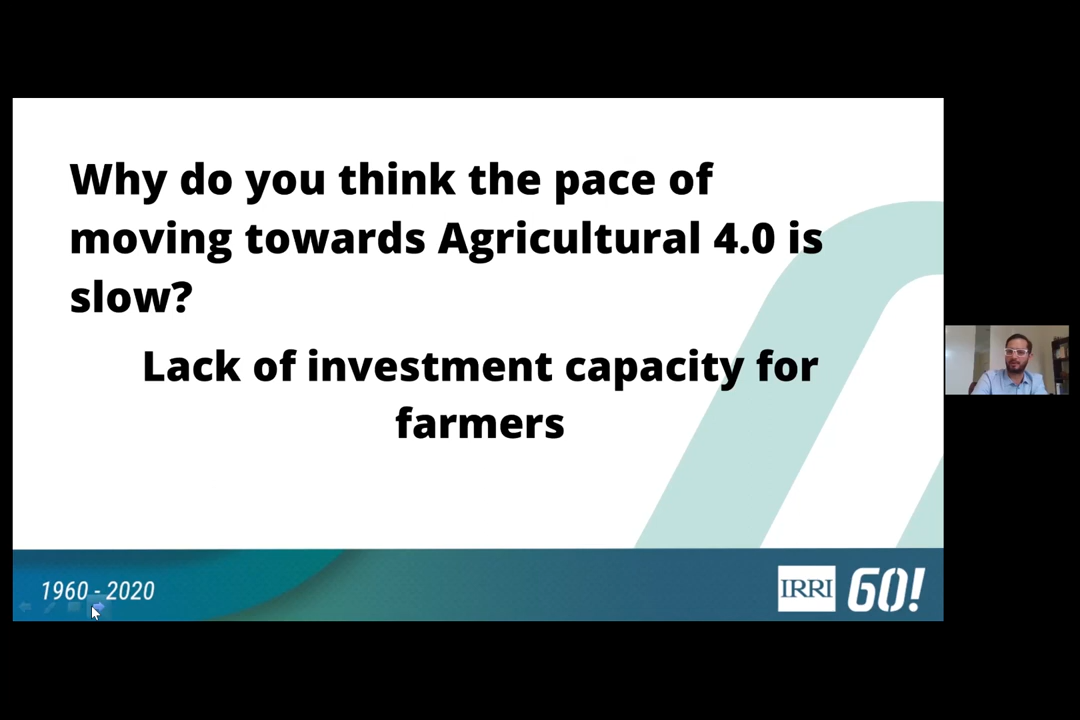 Why do you think the pace of
moving towards Agricultural 4.0 is
slow?
Lack of investment capacity for
farmers
1960 - 2020
IRRI 60!